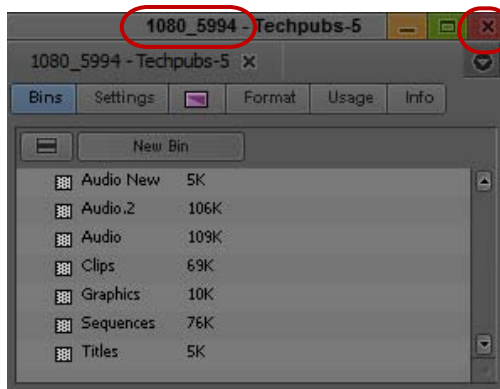 1080_5994 - Techpubs-5
1080_5994 - Techpubs-5
Bins Settings Format Usage Info
New Bin
Audio New 5K
Audio.2 106K
Audio 109K
Clips 69K
Graphics 10K
Sequences 76K
Titles 5K